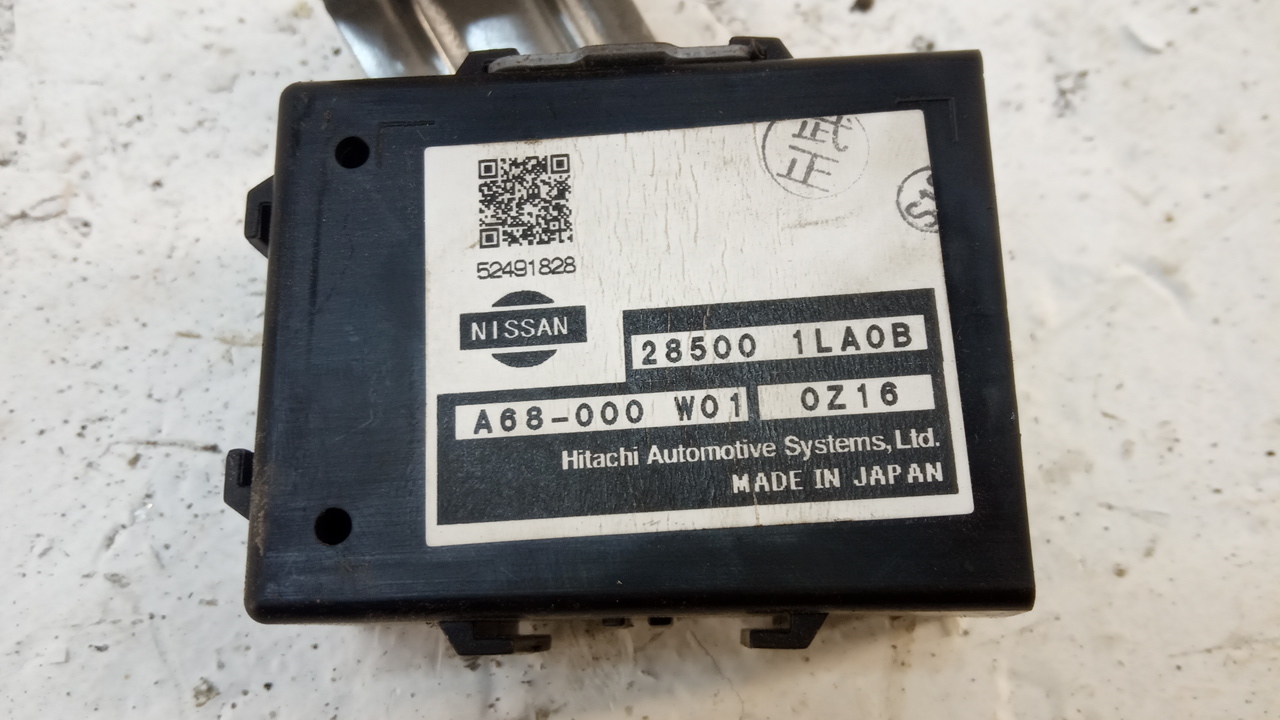 52491828
NISSAN
28500 1LA0B
A68-000 W01
0Z16
Hitachi Automotive Systems, Ltd.
MADE IN JAPAN